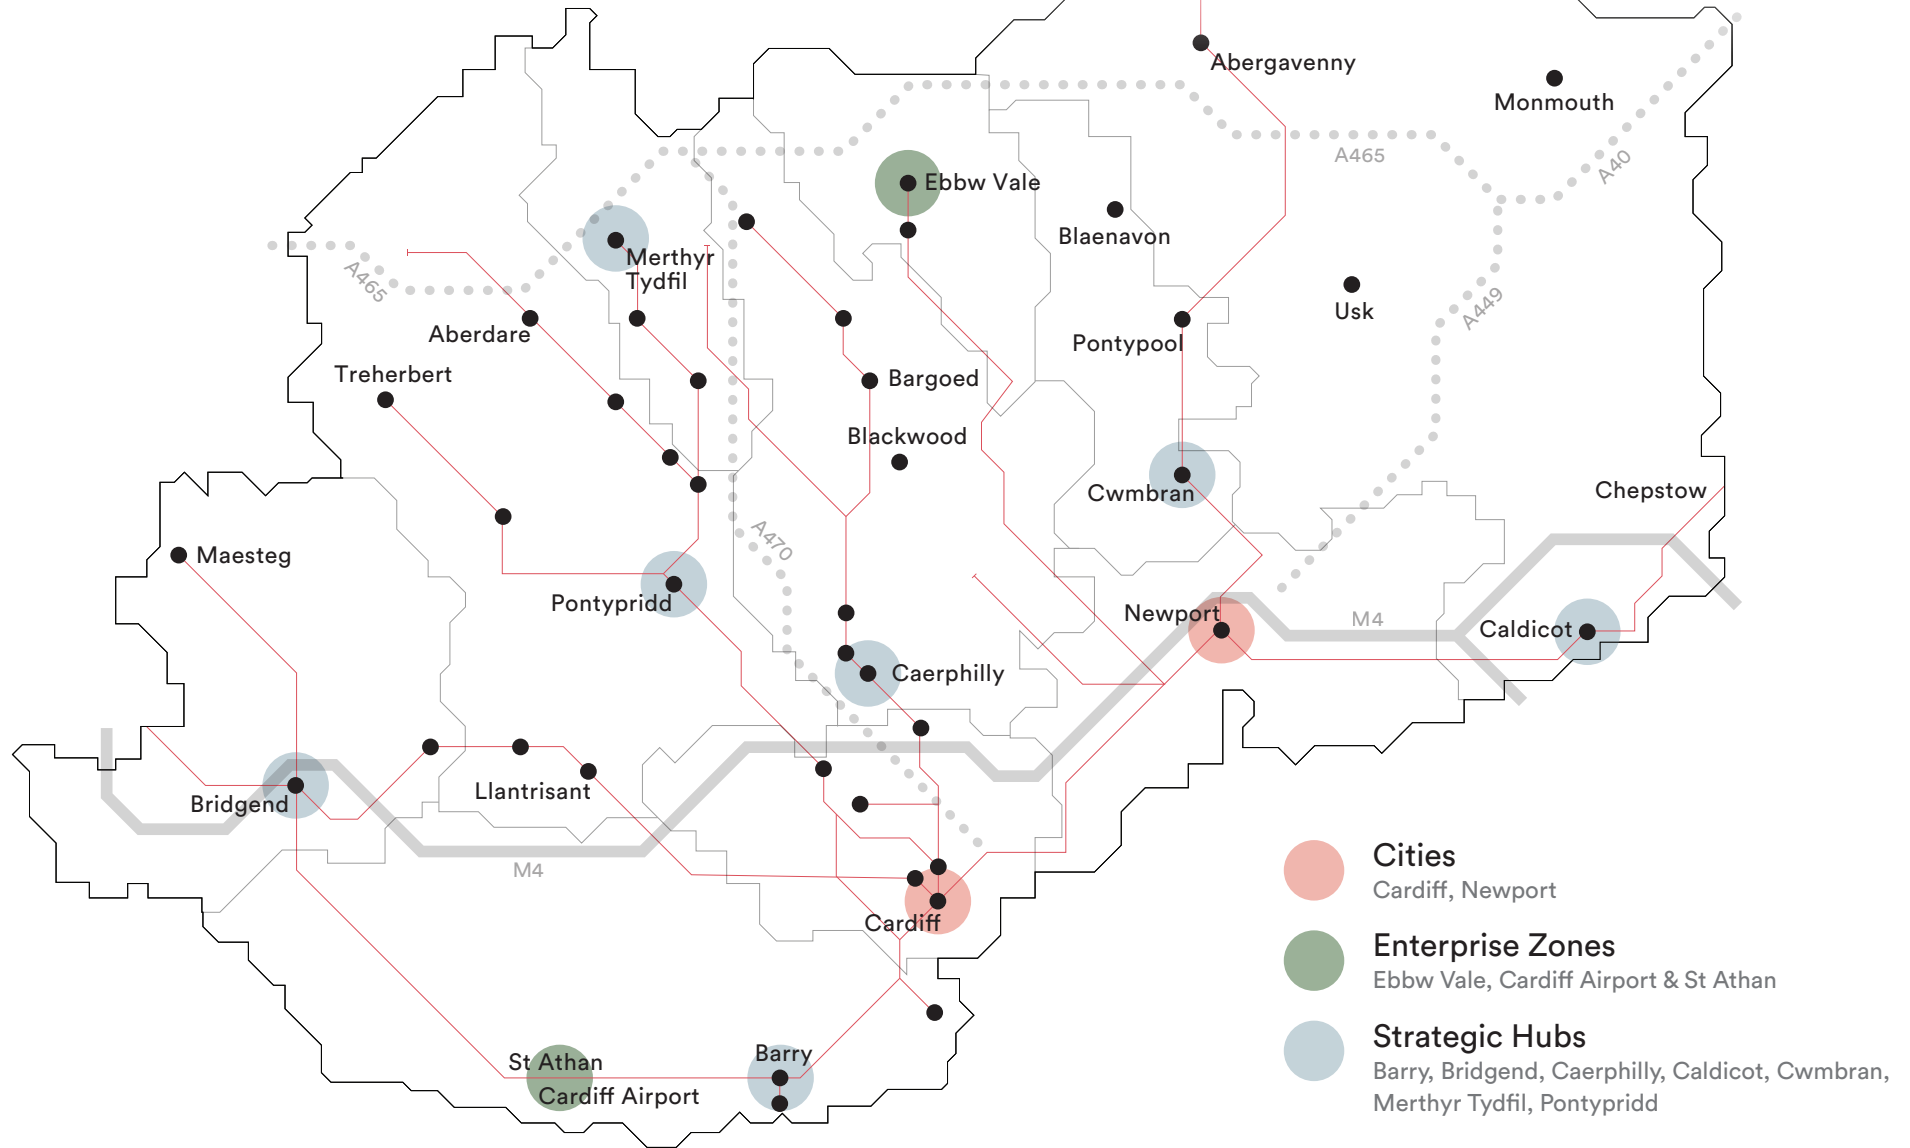 Abergavenny
Monmouth
A465
A40
Ebbw Vale
Blaenavon
Merthyr
Tydfil
A465
Usk
A449
Aberdare
Pontypool
Treherbert
Bargoed
Blackwood
Cwmbran
Chepstow
A470
Maesteg
Pontypridd
Newport
M4
Caldicot
Caerphilly
Bridgend
Llantrisant
M4
Cardiff
St Athan
Cardiff Airport
Barry
Cities
Cardiff, Newport
Enterprise Zones
Ebbw Vale, Cardiff Airport & St Athan
Strategic Hubs
Barry, Bridgend, Caerphilly, Caldicot, Cwmbran,
Merthyr Tydfil, Pontypridd